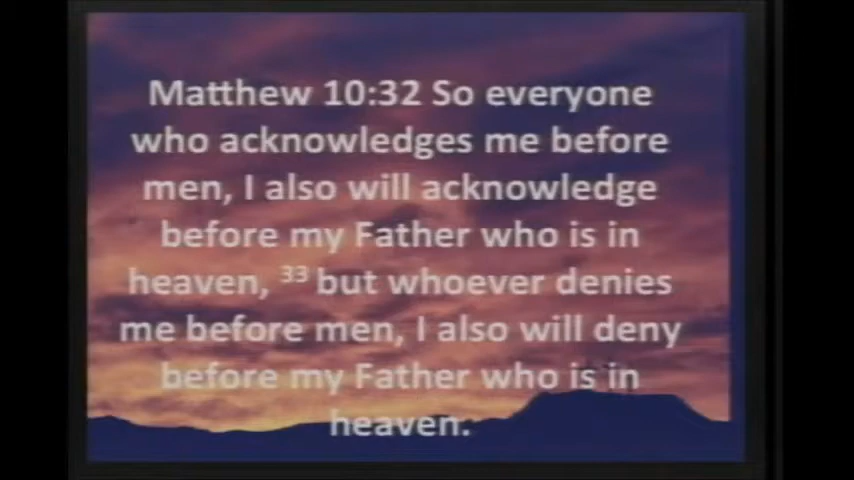 Matthew 10:32 So everyone
who acknowledges me before
men, I also will acknowledge
before my Father who is in
heaven, ³³ but whoever denies
me before men, I also will deny
before my Father who is in
heaven.